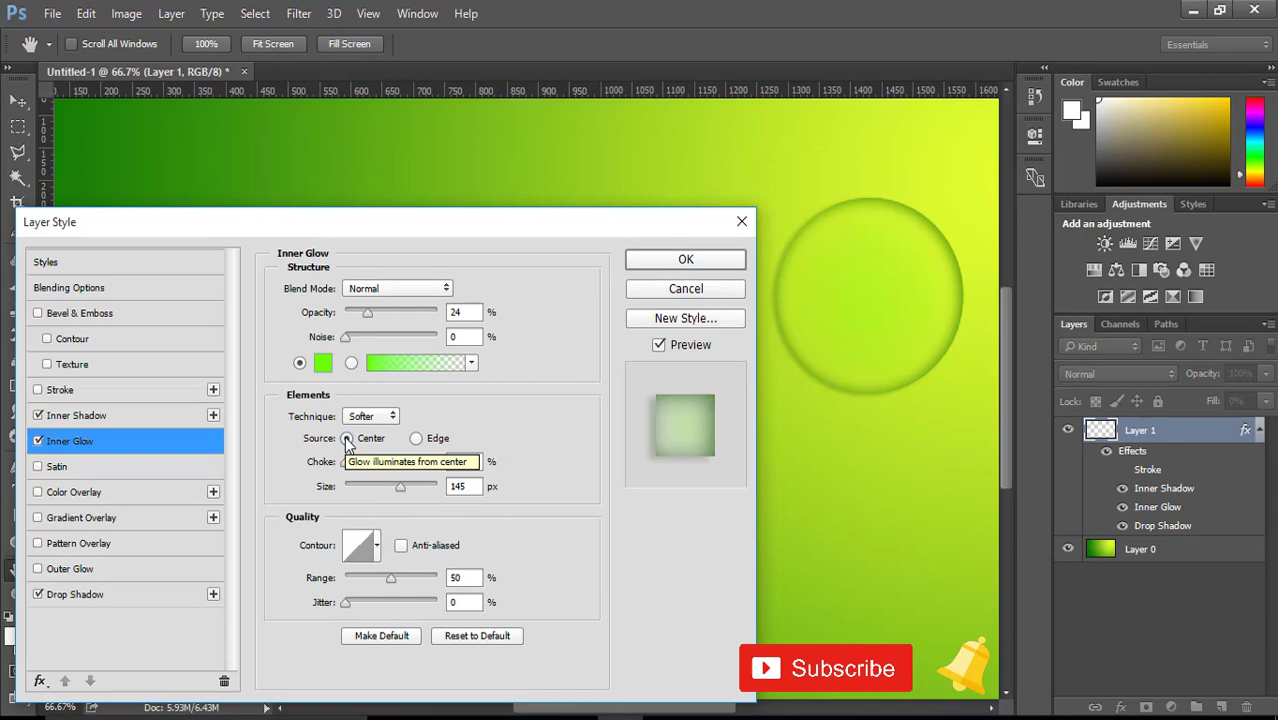 Ps File Edit Image Layer Type Select Filter 3D View Window Help
Scroll All Windows 100% Fit Screen Fill Screen Essentials
Untitled-1 @ 66.7% (Layer 1, RGB/8) * ×
150 200 250 300 350 400 450 500 550 600 650 700 750 800 850 900 950 1000 1050 1100 1150 1200 1250 1300 1350 1400 1450 1500 1550 1600
Color Swatches
Libraries Adjustments Styles
Add an adjustment
Layers Channels Paths
Kind
Normal Opacity: 100%
Lock: Fill: 0%
Layer 1 fx
Effects
Stroke
Inner Shadow
Inner Glow
Drop Shadow
Layer 0
Layer Style
Styles
Blending Options
Bevel & Emboss
Contour
Texture
Stroke
Inner Shadow
Inner Glow
Satin
Color Overlay
Gradient Overlay
Pattern Overlay
Outer Glow
Drop Shadow
fx
Inner Glow
Structure
Blend Mode: Normal
Opacity: 24 %
Noise: 0 %
Elements
Technique: Softer
Source: Center Edge
Choke: %
Glow illuminates from center
Size: 145 px
Quality
Contour: Anti-aliased
Range: 50 %
Jitter: 0 %
Make Default Reset to Default
OK
Cancel
New Style...
Preview
Subscribe
66.67% Doc: 5.93M/6.43M